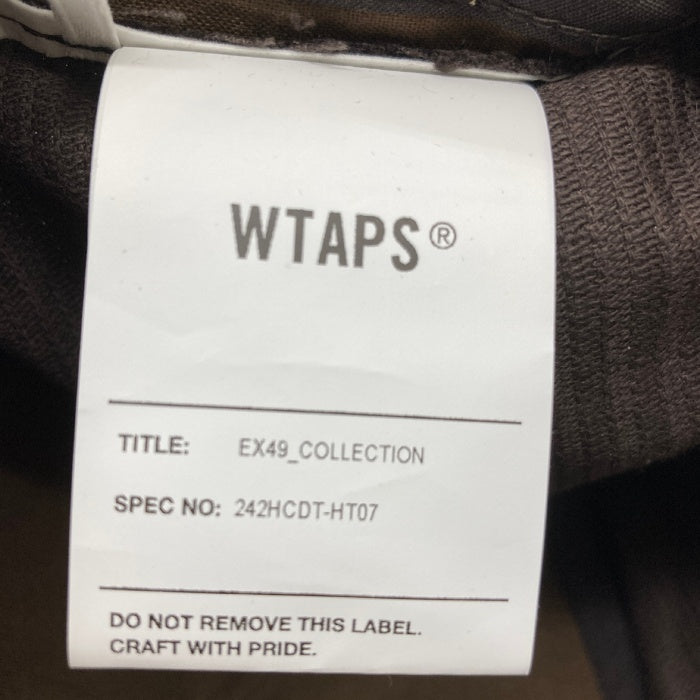 WTAPS®
TITLE: EX49_COLLECTION
SPEC NO: 242HCDT-HT07
DO NOT REMOVE THIS LABEL.
CRAFT WITH PRIDE.